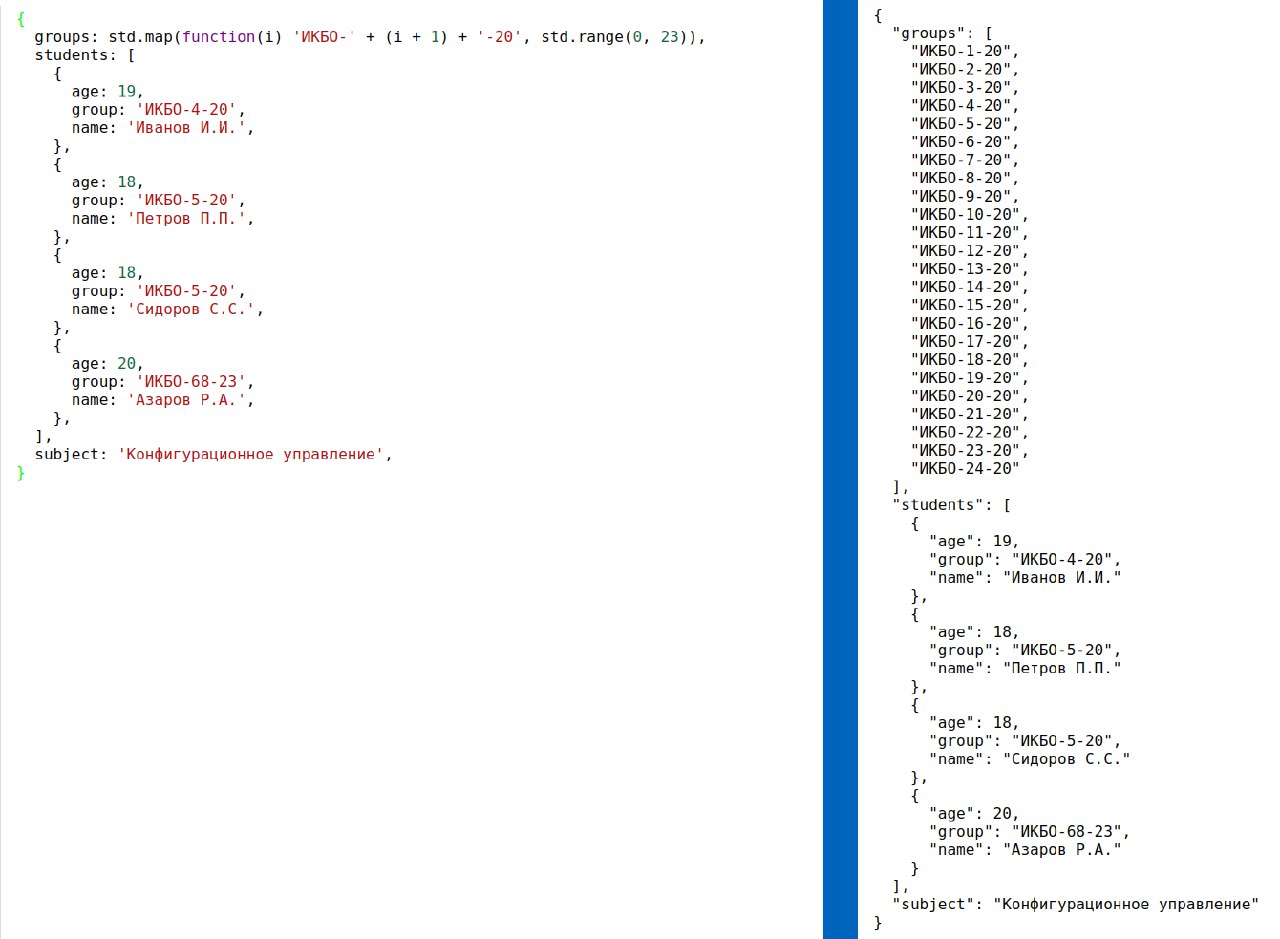 {
  groups: std.map(function(i) 'ИКБО-' + (i + 1) + '-20', std.range(0, 23)),
  students: [
    {
      age: 19,
      group: 'ИКБО-4-20',
      name: 'Иванов И.И.',
    },
    {
      age: 18,
      group: 'ИКБО-5-20',
      name: 'Петров П.П.',
    },
    {
      age: 18,
      group: 'ИКБО-5-20',
      name: 'Сидоров С.С.',
    },
    {
      age: 20,
      group: 'ИКБО-68-23',
      name: 'Азаров Р.А.',
    },
  ],
  subject: 'Конфигурационное управление',
}
{
  "groups": [
    "ИКБО-1-20",
    "ИКБО-2-20",
    "ИКБО-3-20",
    "ИКБО-4-20",
    "ИКБО-5-20",
    "ИКБО-6-20",
    "ИКБО-7-20",
    "ИКБО-8-20",
    "ИКБО-9-20",
    "ИКБО-10-20",
    "ИКБО-11-20",
    "ИКБО-12-20",
    "ИКБО-13-20",
    "ИКБО-14-20",
    "ИКБО-15-20",
    "ИКБО-16-20",
    "ИКБО-17-20",
    "ИКБО-18-20",
    "ИКБО-19-20",
    "ИКБО-20-20",
    "ИКБО-21-20",
    "ИКБО-22-20",
    "ИКБО-23-20",
    "ИКБО-24-20"
  ],
  "students": [
    {
      "age": 19,
      "group": "ИКБО-4-20",
      "name": "Иванов И.И."
    },
    {
      "age": 18,
      "group": "ИКБО-5-20",
      "name": "Петров П.П."
    },
    {
      "age": 18,
      "group": "ИКБО-5-20",
      "name": "Сидоров С.С."
    },
    {
      "age": 20,
      "group": "ИКБО-68-23",
      "name": "Азаров Р.А."
    }
  ],
  "subject": "Конфигурационное управление"
}